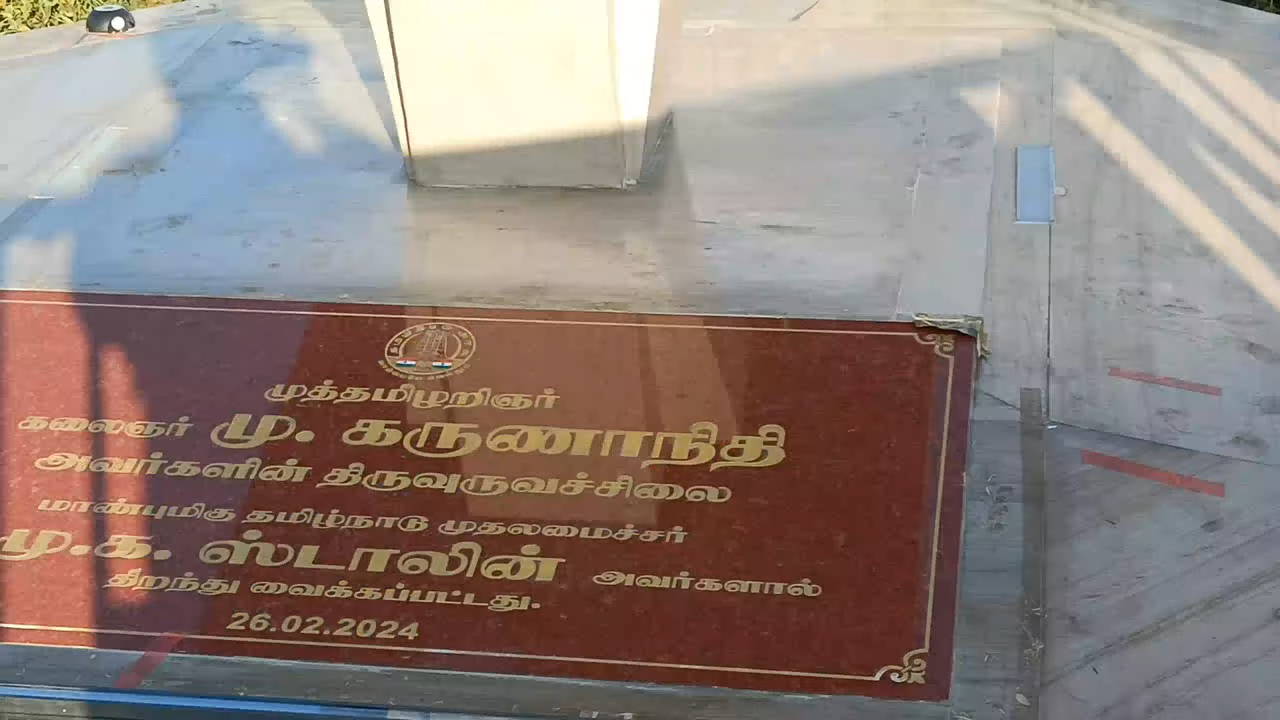 முத்தமிழறிஞர்
கலைஞர் மு. கருணாநிதி
அவர்களின் திருவுருவச்சிலை
மாண்புமிகு தமிழ்நாடு முதலமைச்சர்
மு.க. ஸ்டாலின் அவர்களால்
திறந்து வைக்கப்பட்டது.
26.02.2024